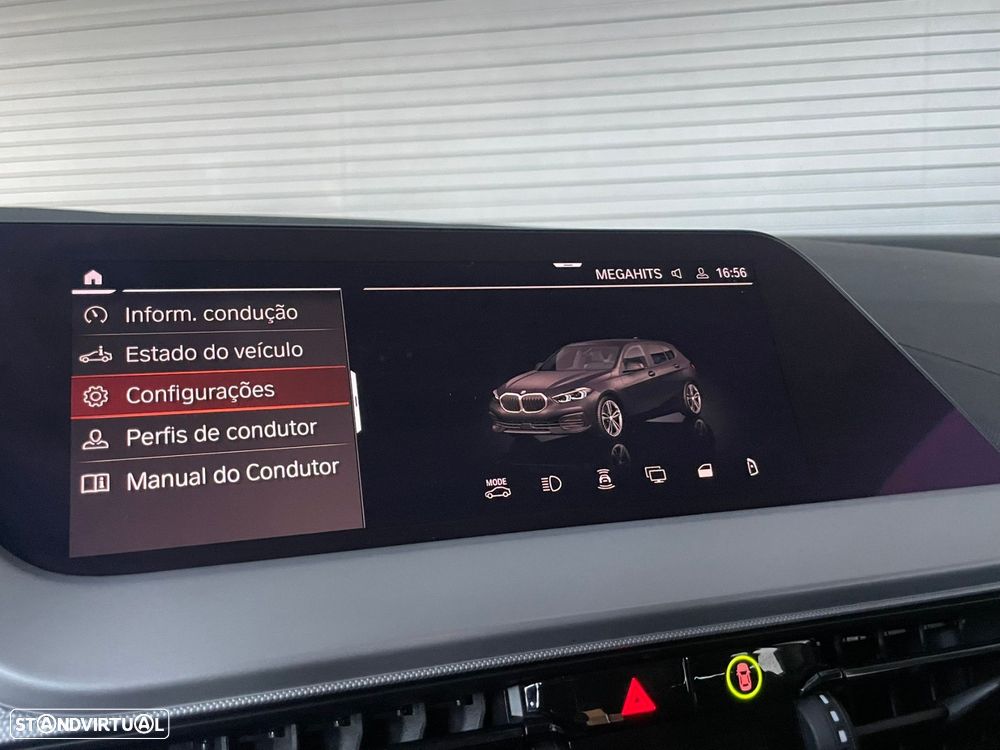 MEGAHITS 16:56
Inform. condução
Estado do veículo
Configurações
Perfis de condutor
Manual do Condutor
MODE
STANDVIRTUAL